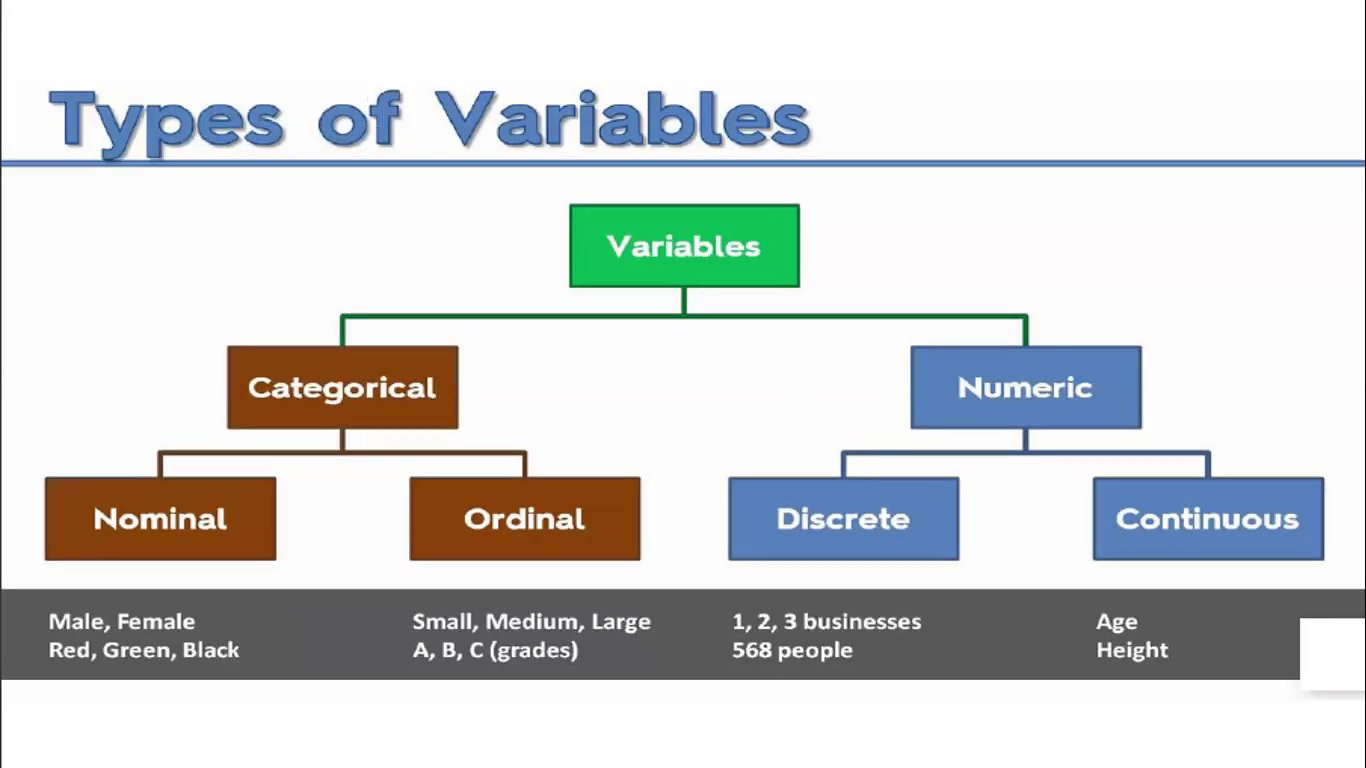 Types of Variables
Variables
Categorical
Numeric
Nominal
Ordinal
Discrete
Continuous
Male, Female
Red, Green, Black
Small, Medium, Large
A, B, C (grades)
1, 2, 3 businesses
568 people
Age
Height